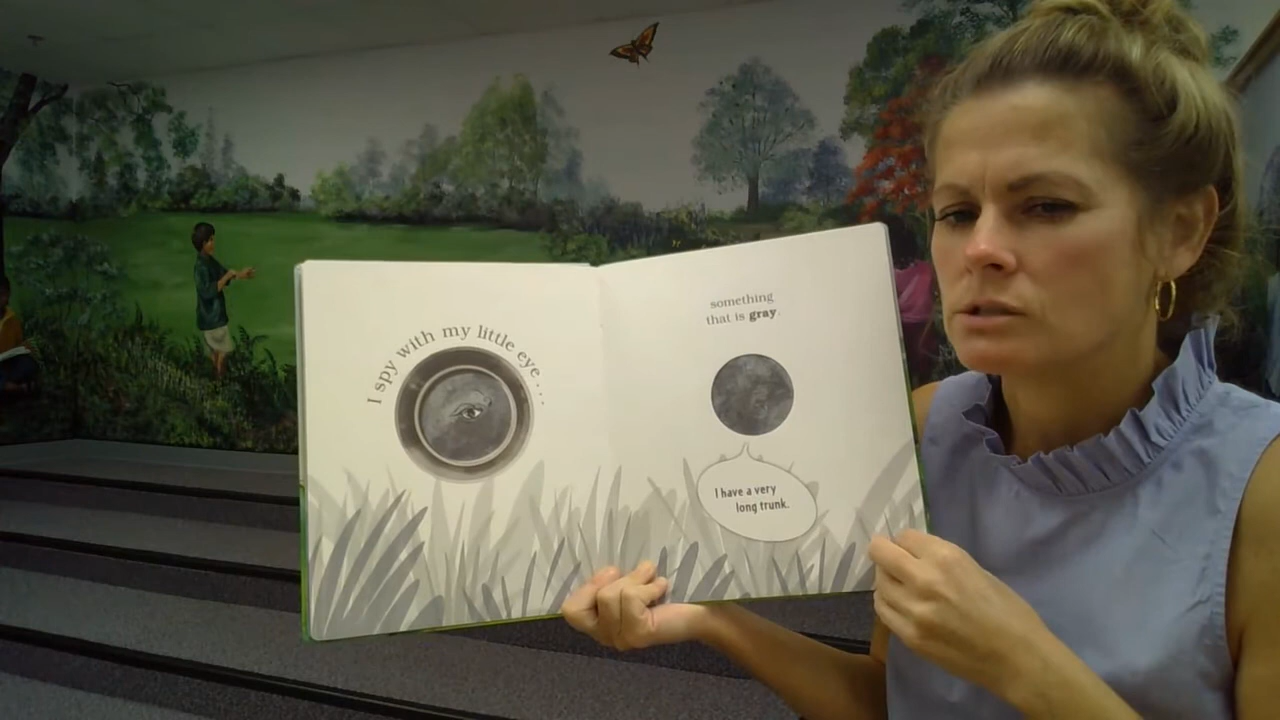 I spy with my little eye . . .
something
that is gray.
I have a very
long trunk.